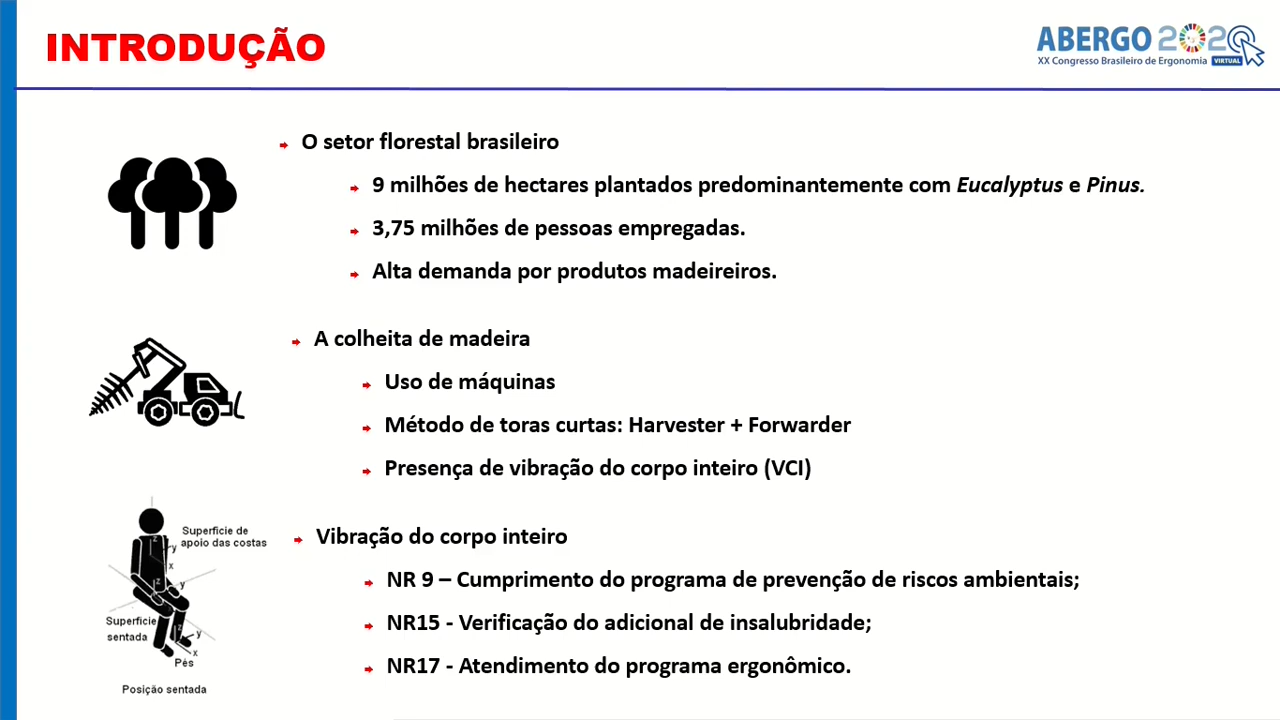 INTRODUÇÃO
ABERGO 2020
XX Congresso Brasileiro de Ergonomia VIRTUAL
O setor florestal brasileiro
9 milhões de hectares plantados predominantemente com Eucalyptus e Pinus.
3,75 milhões de pessoas empregadas.
Alta demanda por produtos madeireiros.
A colheita de madeira
Uso de máquinas
Método de toras curtas: Harvester + Forwarder
Presença de vibração do corpo inteiro (VCI)
Superfície de
apoio das costas
z
y
x
z
y
Superfície
sentada
z
y
x
Pés
Posição sentada
Vibração do corpo inteiro
NR 9 – Cumprimento do programa de prevenção de riscos ambientais;
NR15 - Verificação do adicional de insalubridade;
NR17 - Atendimento do programa ergonômico.